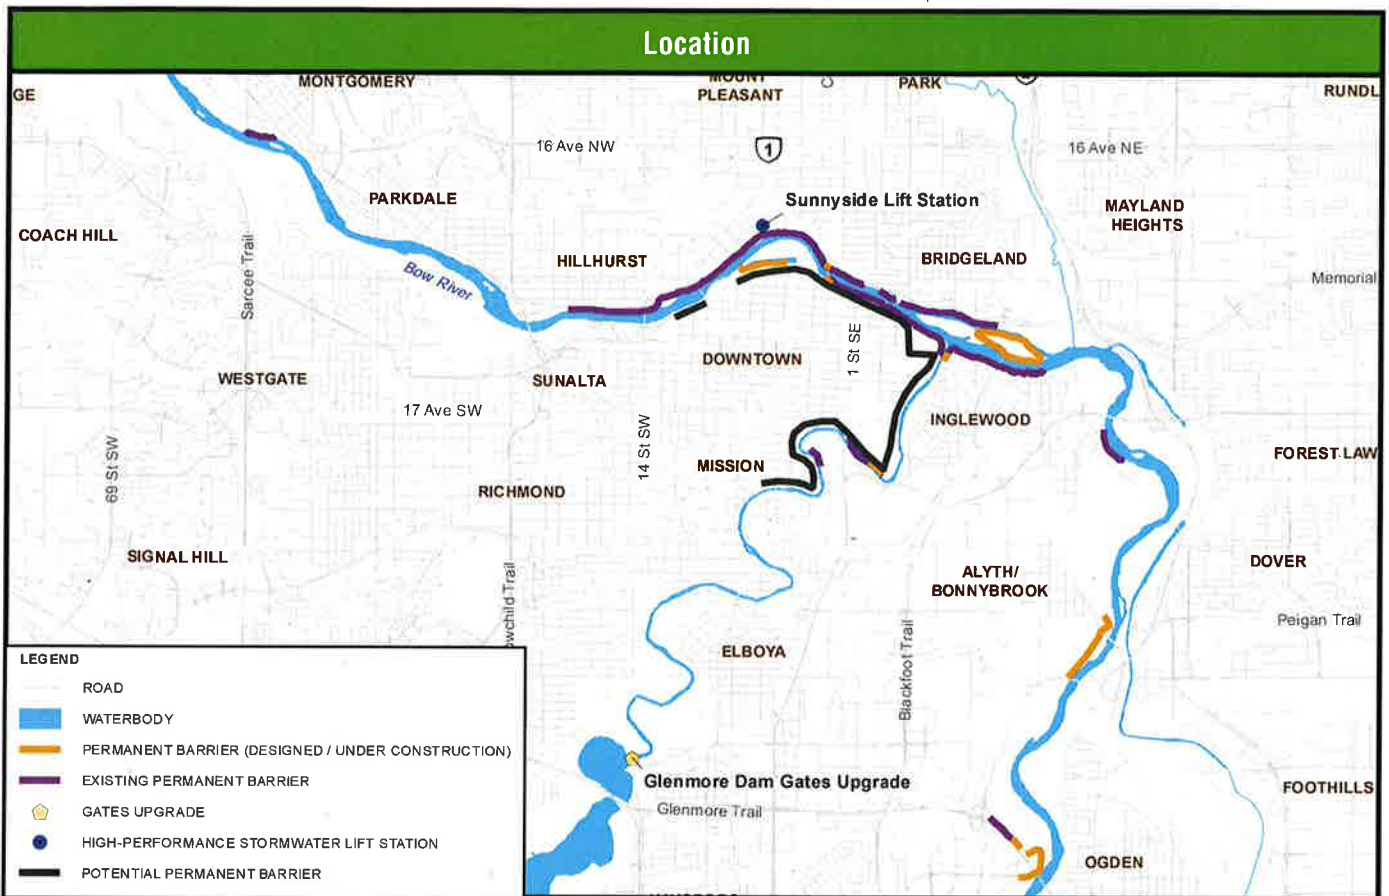 Location
MONTGOMERY
MOUNT
PLEASANT
PARK
GE
RUNDL
16 Ave NW
1
16 Ave NE
PARKDALE
Sunnyside Lift Station
MAYLAND
HEIGHTS
COACH HILL
Sarcee Trail
HILLHURST
BRIDGELAND
Bow River
Memorial
DOWNTOWN
1 St SE
WESTGATE
SUNALTA
17 Ave SW
INGLEWOOD
69 St SW
14 St SW
MISSION
FOREST LAW
RICHMOND
SIGNAL HILL
ALYTH/
BONNYBROOK
DOVER
owchild Trail
Peigan Trail
ELBOYA
Blackfoot Trail
LEGEND
ROAD
WATERBODY
PERMANENT BARRIER (DESIGNED / UNDER CONSTRUCTION)
EXISTING PERMANENT BARRIER
GATES UPGRADE
HIGH-PERFORMANCE STORMWATER LIFT STATION
POTENTIAL PERMANENT BARRIER
Glenmore Dam Gates Upgrade
Glenmore Trail
FOOTHILLS
OGDEN